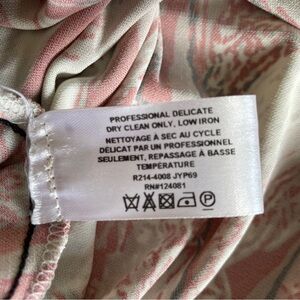 PROFESSIONAL DELICATE
DRY CLEAN ONLY, LOW IRON
NETTOYAGE À SEC AU CYCLE
DÉLICAT PAR UN PROFESSIONNEL
SEULEMENT, REPASSAGE À BASSE
TEMPÉRATURE
R214-4008 JYP69
RN#124081
P